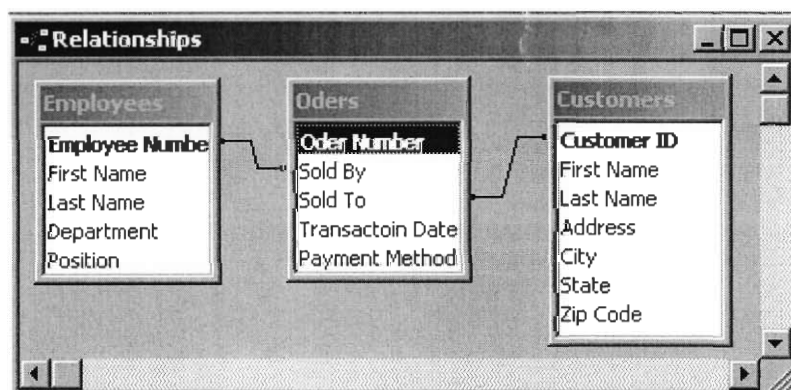 Relationships
Employees
Employee Numbe
First Name
Last Name
Department
Position
Oders
Oder Number
Sold By
Sold To
Transactoin Date
Payment Method
Customers
Customer ID
First Name
Last Name
Address
City
State
Zip Code